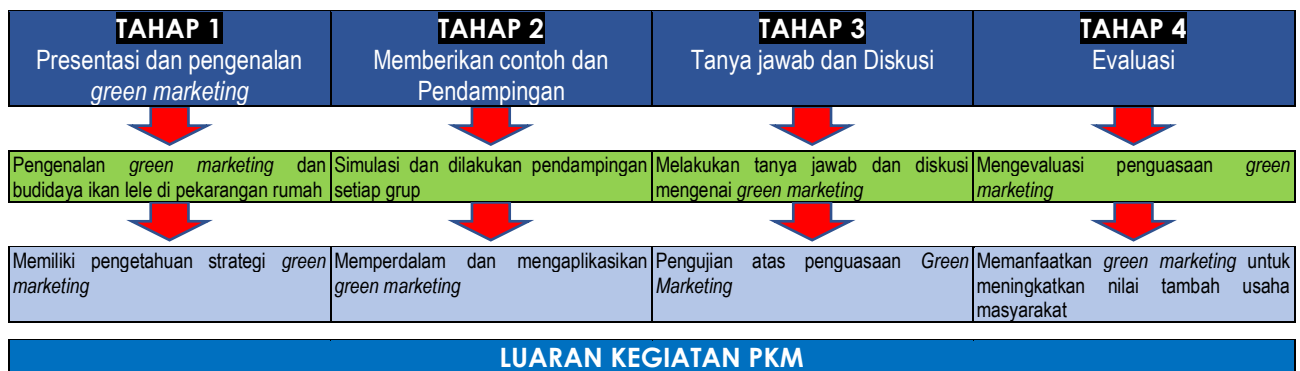 TAHAP 1
Presentasi dan pengenalan
green marketing
TAHAP 2
Memberikan contoh dan
Pendampingan
TAHAP 3
Tanya jawab dan Diskusi
TAHAP 4
Evaluasi
Pengenalan green marketing dan
budidaya ikan lele di pekarangan rumah
Simulasi dan dilakukan pendampingan
setiap grup
Melakukan tanya jawab dan diskusi
mengenai green marketing
Mengevaluasi penguasaan green
marketing
Memiliki pengetahuan strategi green
marketing
Memperdalam dan mengaplikasikan
green marketing
Pengujian atas penguasaan Green
Marketing
Memanfaatkan green marketing untuk
meningkatkan nilai tambah usaha
masyarakat
LUARAN KEGIATAN PKM